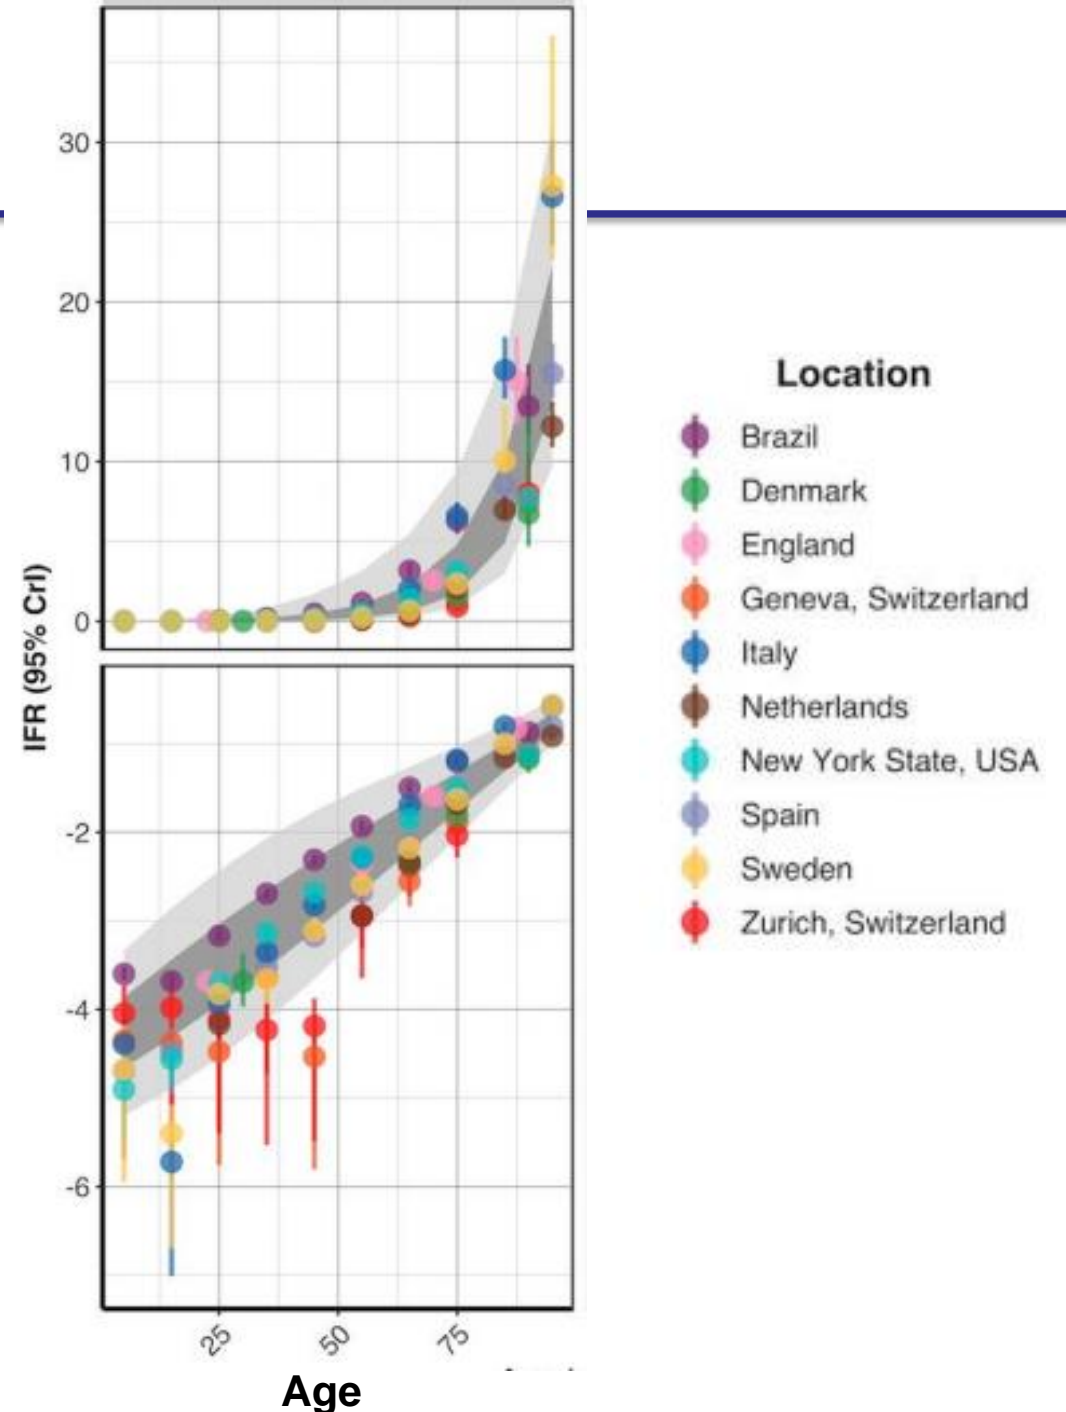 30
20
10
0
IFR (95% CrI)
-2
-4
-6
25
50
75
Age
Location
Brazil
Denmark
England
Geneva, Switzerland
Italy
Netherlands
New York State, USA
Spain
Sweden
Zurich, Switzerland